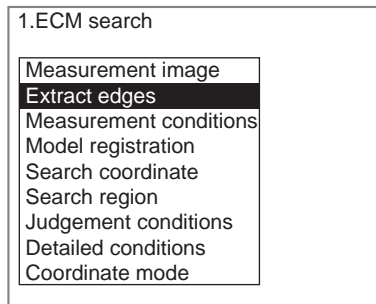 1.ECM search
Measurement image
Extract edges
Measurement conditions
Model registration
Search coordinate
Search region
Judgement conditions
Detailed conditions
Coordinate mode